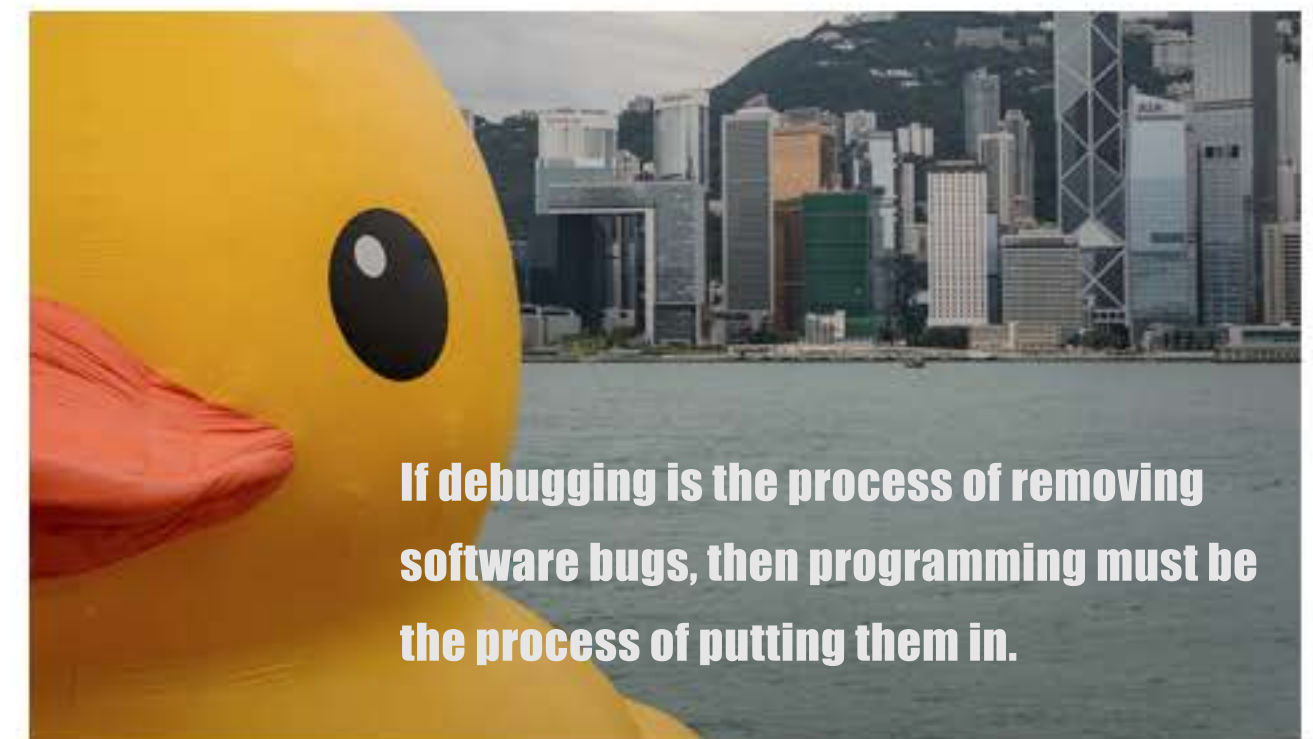 AIA
If debugging is the process of removing
software bugs, then programming must be
the process of putting them in.